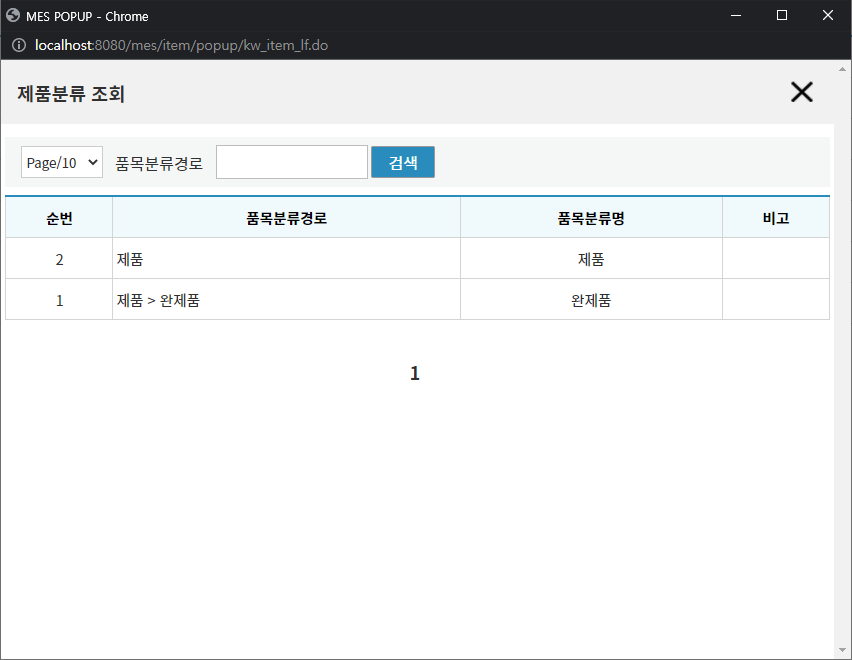 MES POPUP - Chrome
localhost:8080/mes/item/popup/kw_item_lf.do
제품분류 조회
Page/10 품목분류경로 검색
순번 품목분류경로 품목분류명 비고
2 제품 제품
1 제품 > 완제품 완제품
1